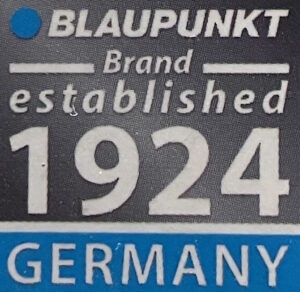 BLAUPUNKT
Brand
established
1924
GERMANY